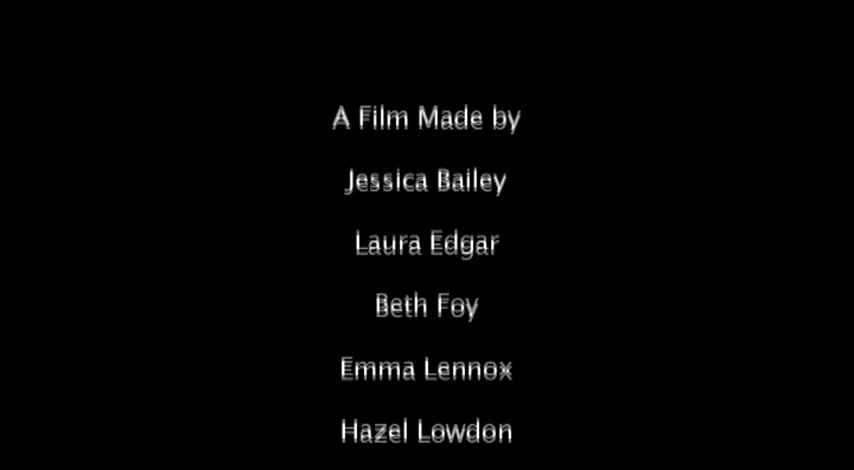 A Film Made by
Jessica Bailey
Laura Edgar
Beth Foy
Emma Lennox
Hazel Lowdon